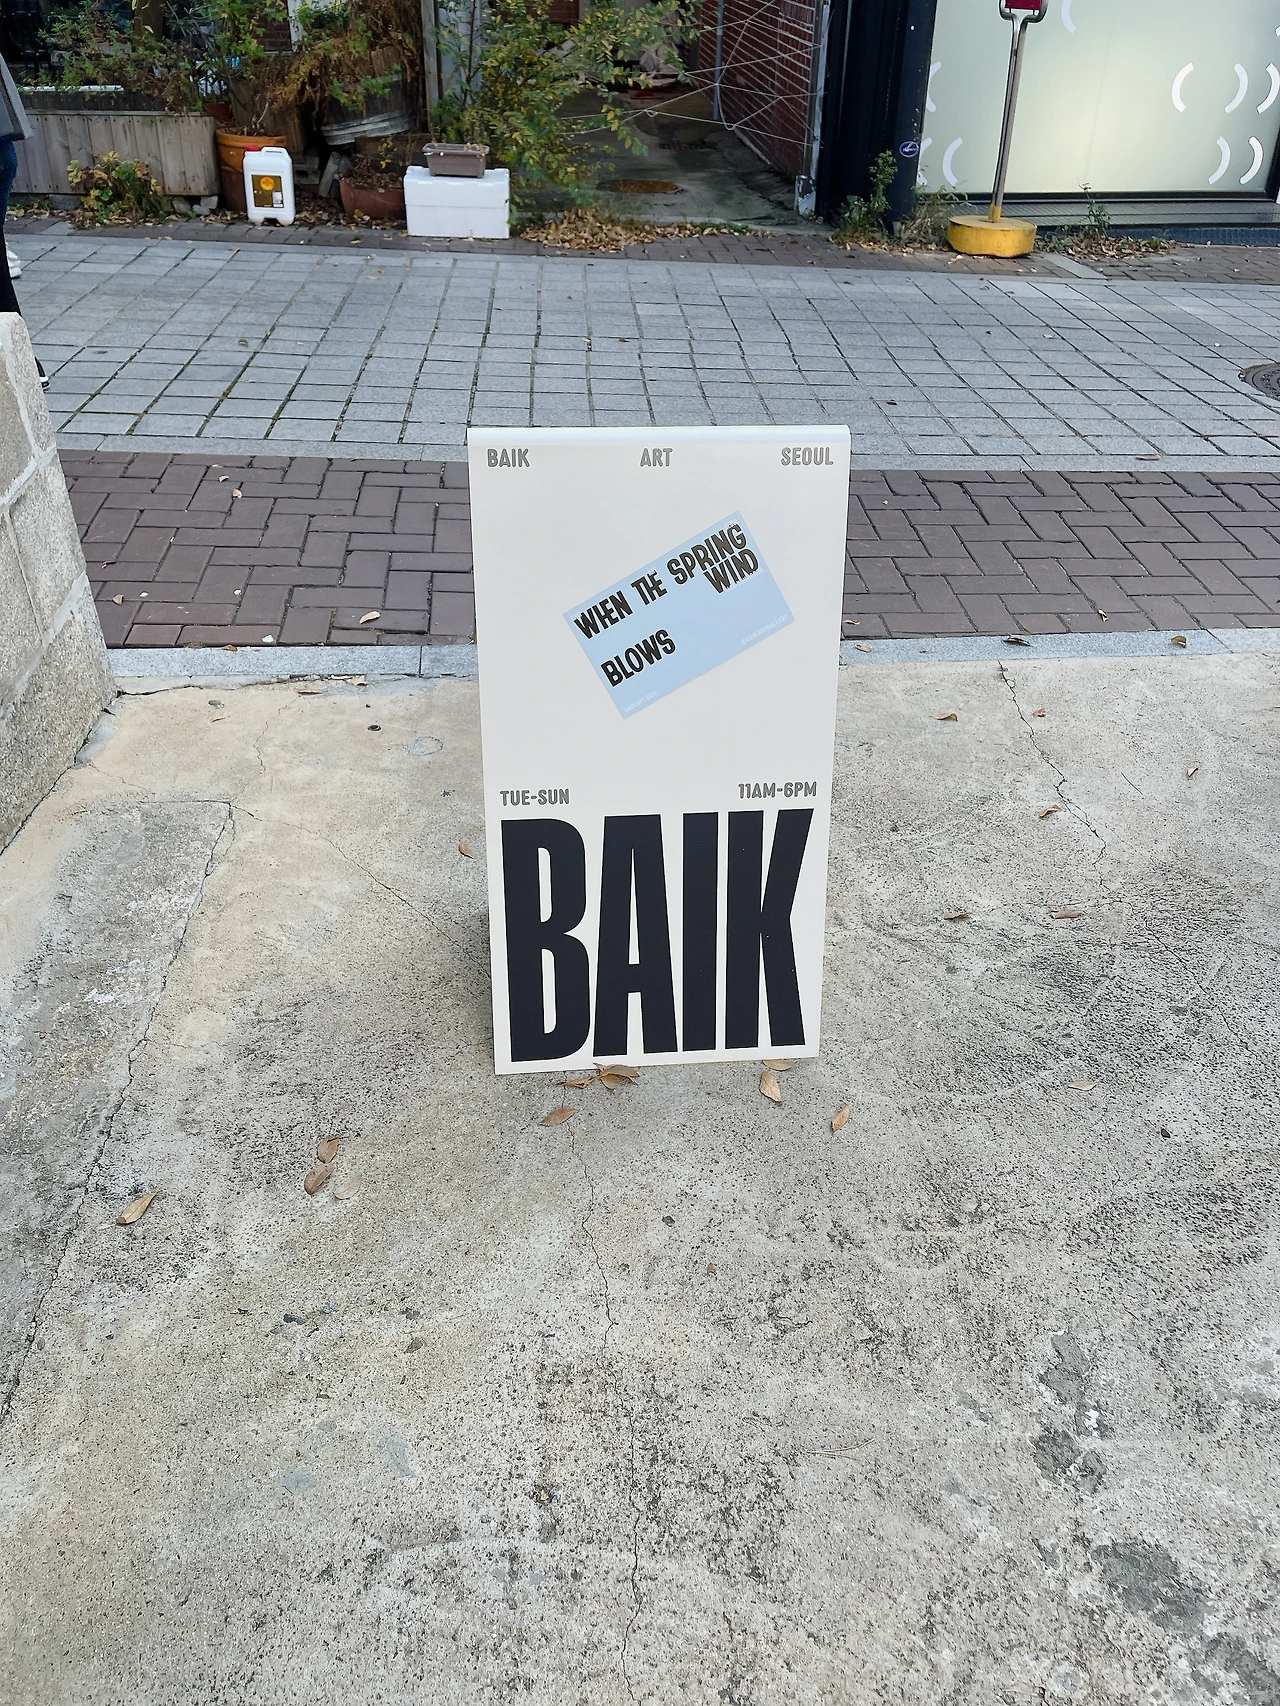 BAIK ART SEOUL
WHEN THE SPRING
WIND
BLOWS
TUE-SUN 11AM-6PM
BAIK